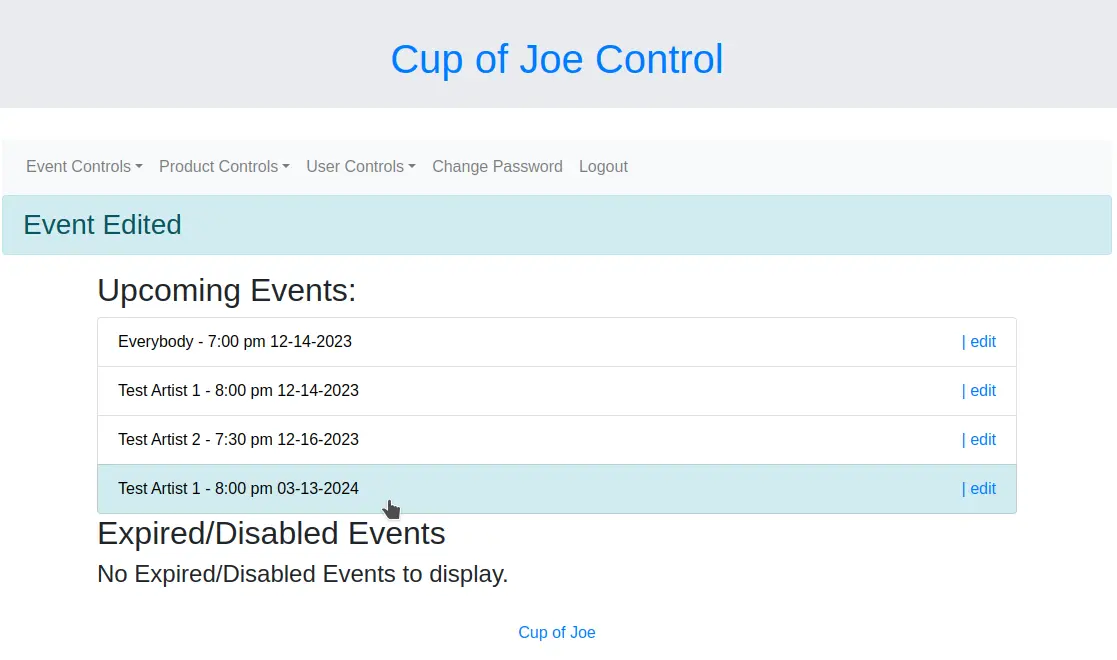 Cup of Joe Control
Event Controls Product Controls User Controls Change Password Logout
Event Edited
Upcoming Events:
Everybody - 7:00 pm 12-14-2023 | edit
Test Artist 1 - 8:00 pm 12-14-2023 | edit
Test Artist 2 - 7:30 pm 12-16-2023 | edit
Test Artist 1 - 8:00 pm 03-13-2024 | edit
Expired/Disabled Events
No Expired/Disabled Events to display.
Cup of Joe